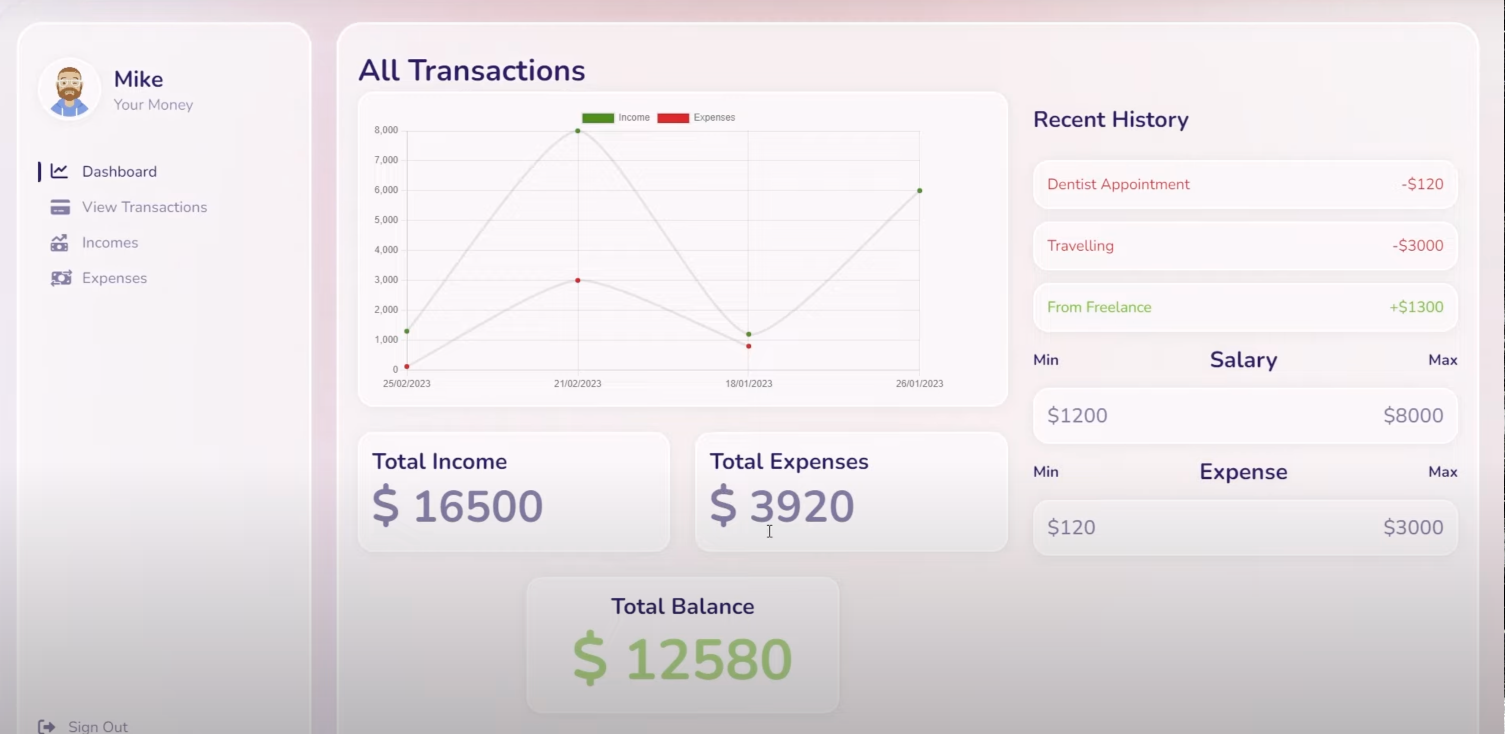 Mike
Your Money
Dashboard
View Transactions
Incomes
Expenses
Sign Out
All Transactions
Income Expenses
8,000
7,000
6,000
5,000
4,000
3,000
2,000
1,000
0
25/02/2023 21/02/2023 18/01/2023 26/01/2023
Total Income
$ 16500
Total Expenses
$ 3920
Total Balance
$ 12580
Recent History
Dentist Appointment -$120
Travelling -$3000
From Freelance +$1300
Min Salary Max
$1200 $8000
Min Expense Max
$120 $3000